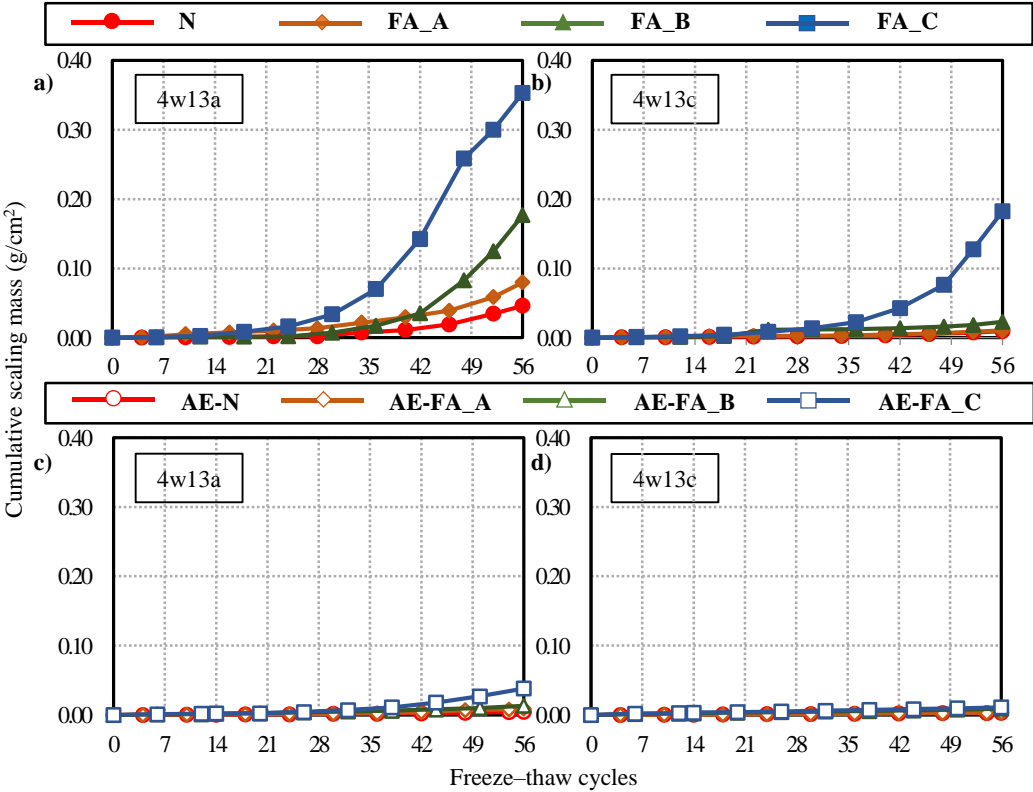 N FA_A FA_B FA_C
a) 4w13a
0.40
0.30
0.20
0.10
0.00
0 7 14 21 28 35 42 49 56
b) 4w13c
0.40
0.30
0.20
0.10
0.00
0 7 14 21 28 35 42 49 56
AE-N AE-FA_A AE-FA_B AE-FA_C
c) 4w13a
0.40
0.30
0.20
0.10
0.00
0 7 14 21 28 35 42 49 56
d) 4w13c
0.40
0.30
0.20
0.10
0.00
0 7 14 21 28 35 42 49 56
Cumulative scaling mass (g/cm²)
Freeze–thaw cycles